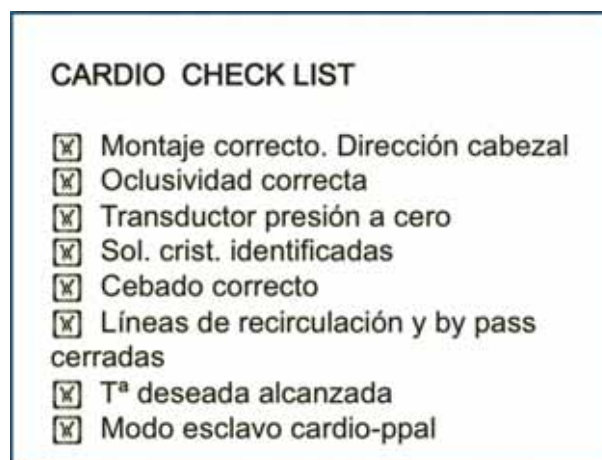 CARDIO CHECK LIST
Montaje correcto. Dirección cabezal
Oclusividad correcta
Transductor presión a cero
Sol. crist. identificadas
Cebado correcto
Líneas de recirculación y by pass
cerradas
Tª deseada alcanzada
Modo esclavo cardio-ppal